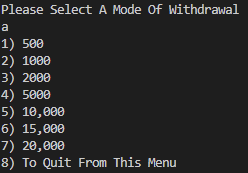 Please Select A Mode Of Withdrawal
a
1) 500
2) 1000
3) 2000
4) 5000
5) 10,000
6) 15,000
7) 20,000
8) To Quit From This Menu